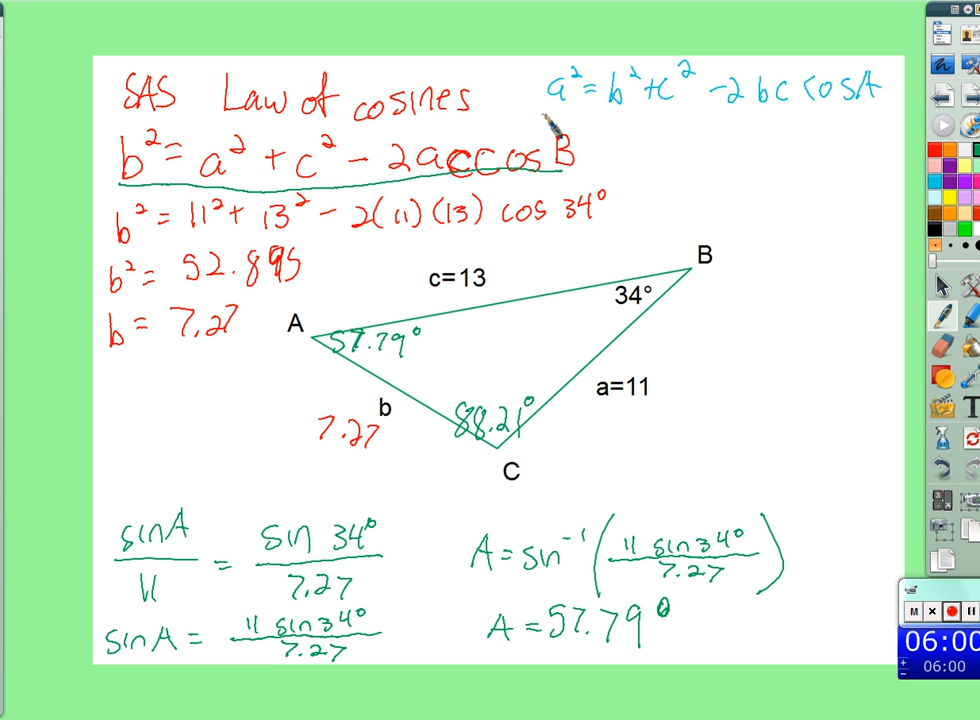 SAS Law of cosines
a² = b² + c² - 2bc cosA
b² = a² + c² - 2accosB
b² = 11² + 13² - 2(11)(13) cos 34°
b² = 52.895
b = 7.27
c=13
B
34°
A
57.79°
a=11
b
7.27
88.21°
C
sinA/11 = sin 34°/7.27
A = sin⁻¹(11 sin34°/7.27)
sinA = 11 sin34°/7.27
A = 57.79°
T
M
06:00
06:00